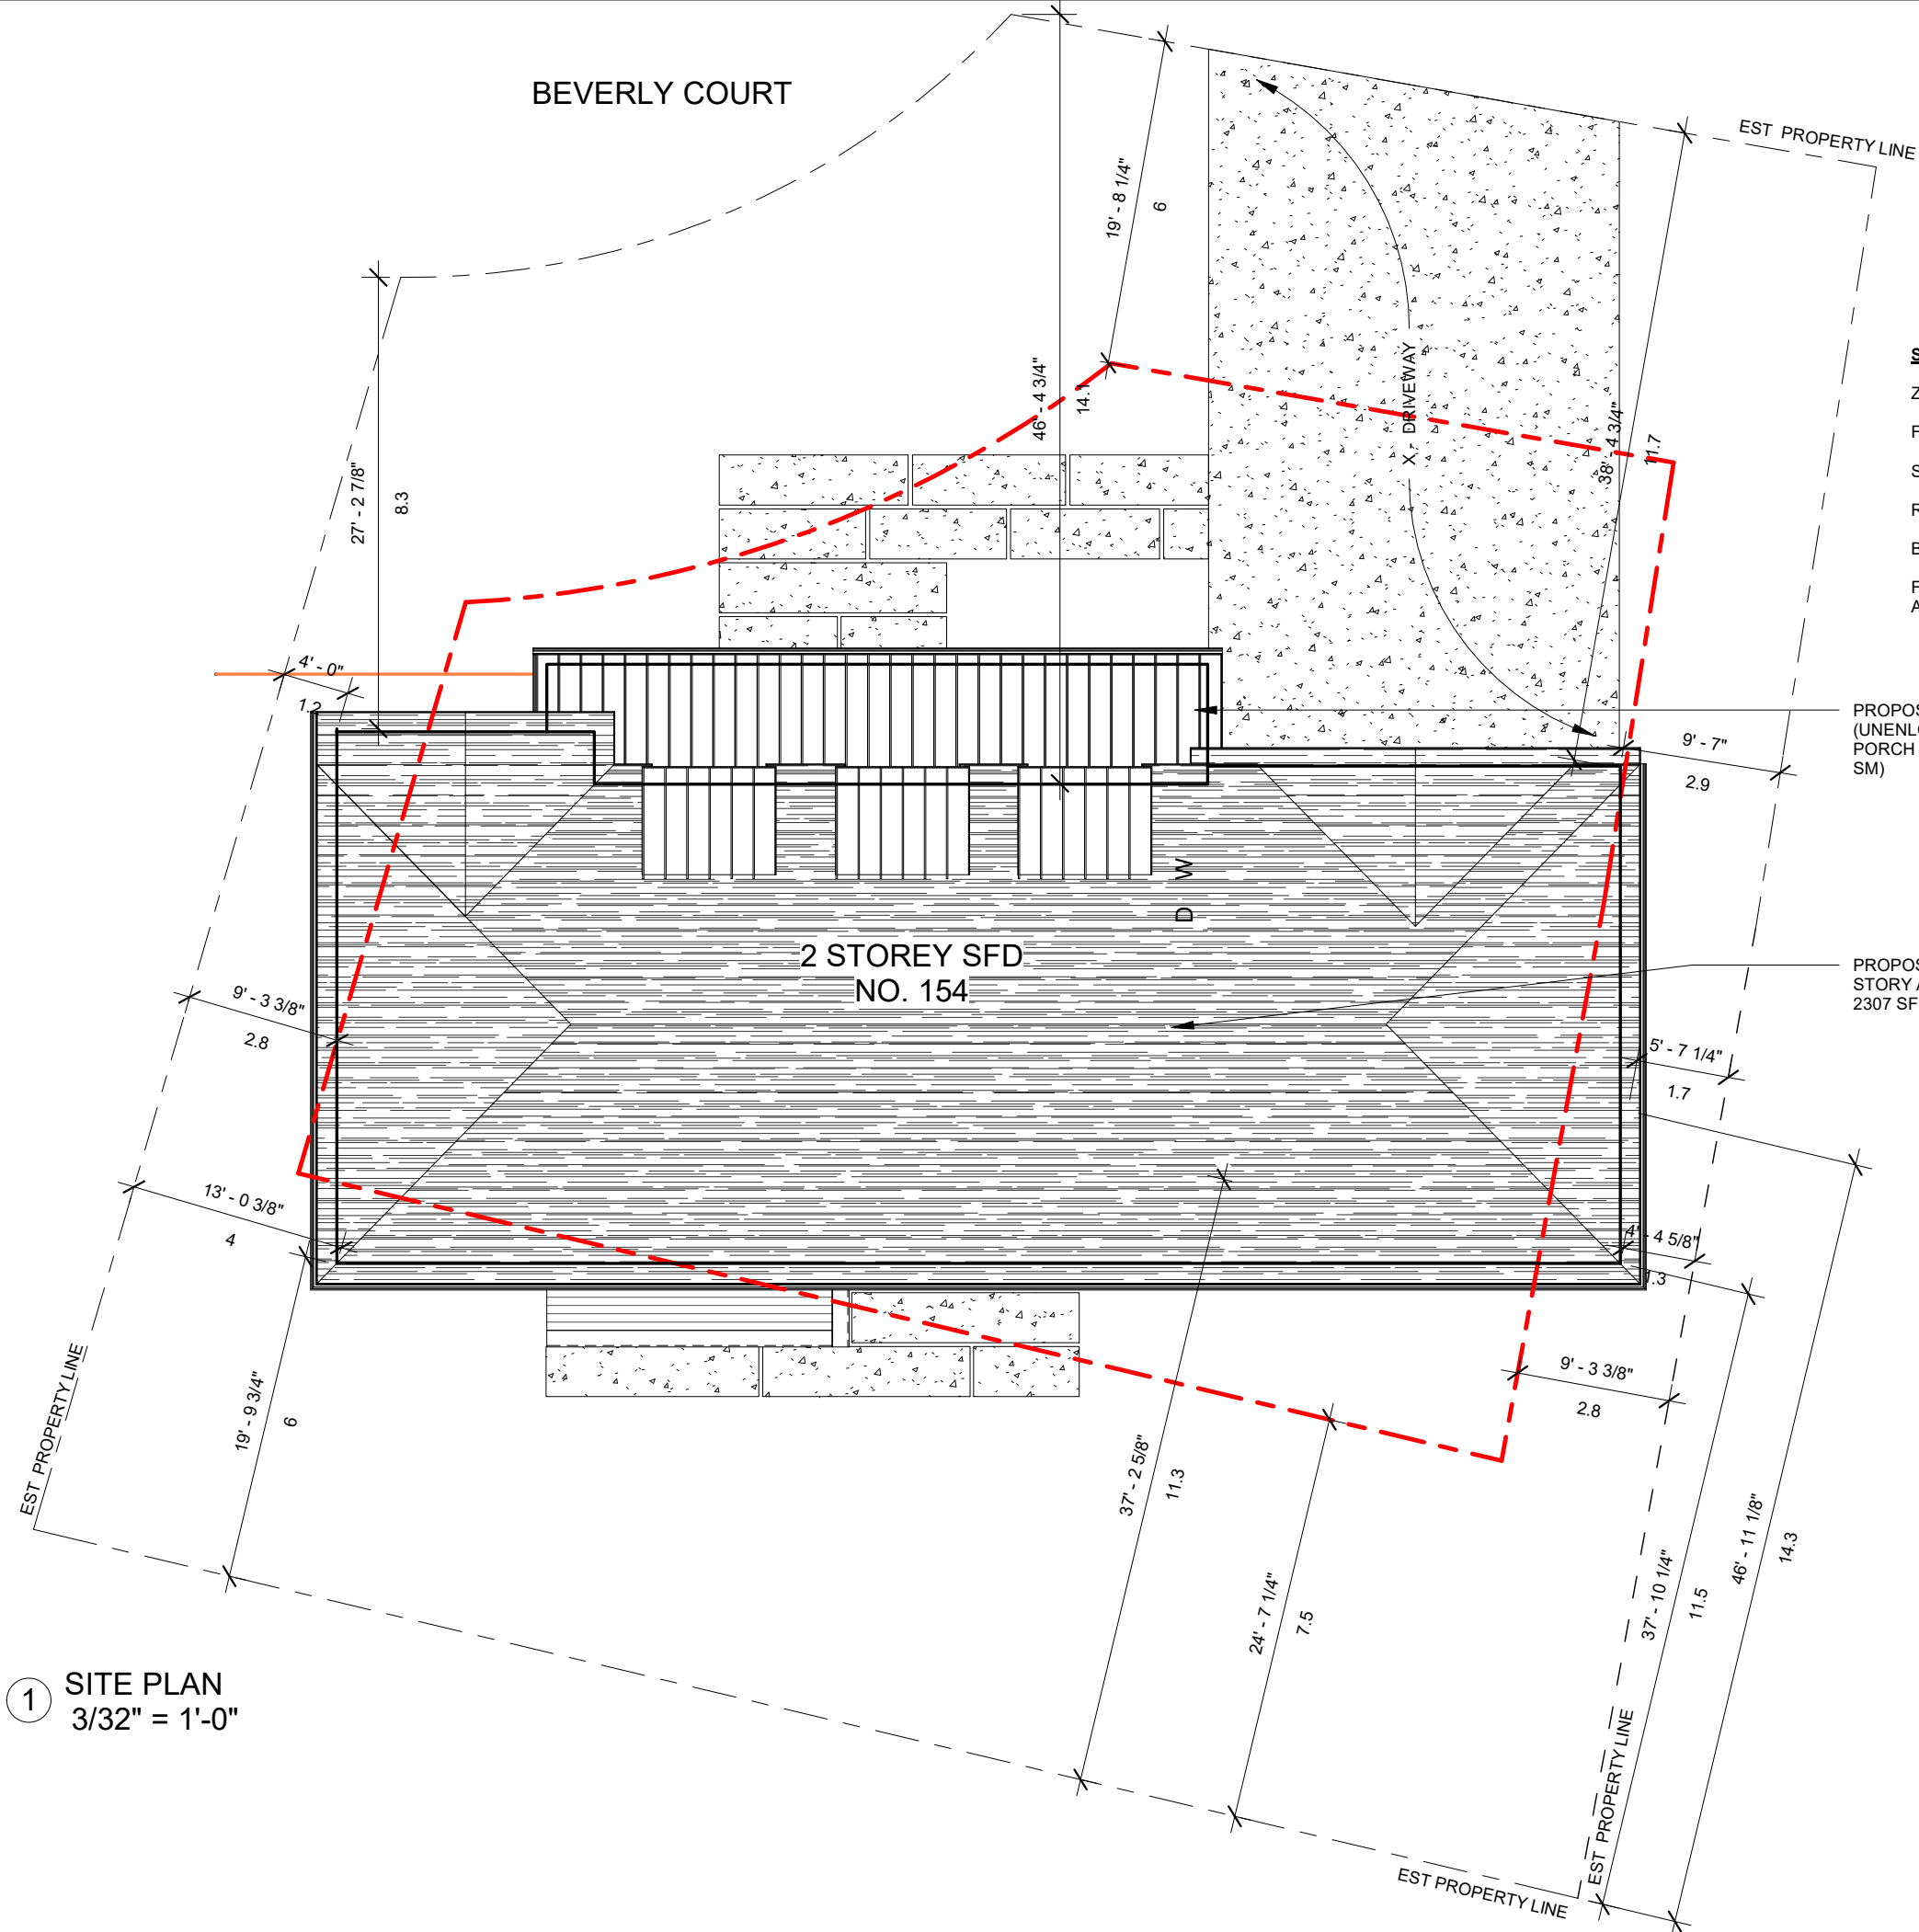 BEVERLY COURT
EST PROPERTY LINE
19' - 8 1/4"
6
46' - 4 3/4"
14.1
X - DRIVEWAY
38' - 4 3/4"
11.7
27' - 2 7/8"
8.3
S
Z
F
S
R
B
F
A
4' - 0"
1.2
PROPOS
(UNENLO
PORCH
SM)
9' - 7"
2.9
W
D
2 STOREY SFD
NO. 154
PROPOS
STORY A
2307 SF
9' - 3 3/8"
2.8
5' - 7 1/4"
1.7
13' - 0 3/8"
4
4' - 4 5/8"
1.3
EST PROPERTY LINE
19' - 9 3/4"
6
9' - 3 3/8"
2.8
37' - 2 5/8"
11.3
24' - 7 1/4"
7.5
37' - 10 1/4"
11.5
46' - 11 1/8"
14.3
1
SITE PLAN
3/32" = 1'-0"
EST PROPERTY LINE
EST PROPERTY LINE